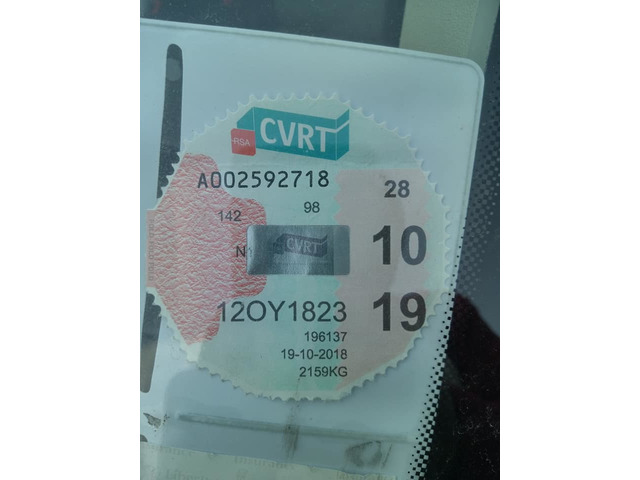 RSA CVRT
A002592718
28
142 98
N CVRT
10
12OY1823
19
196137
19-10-2018
2159KG